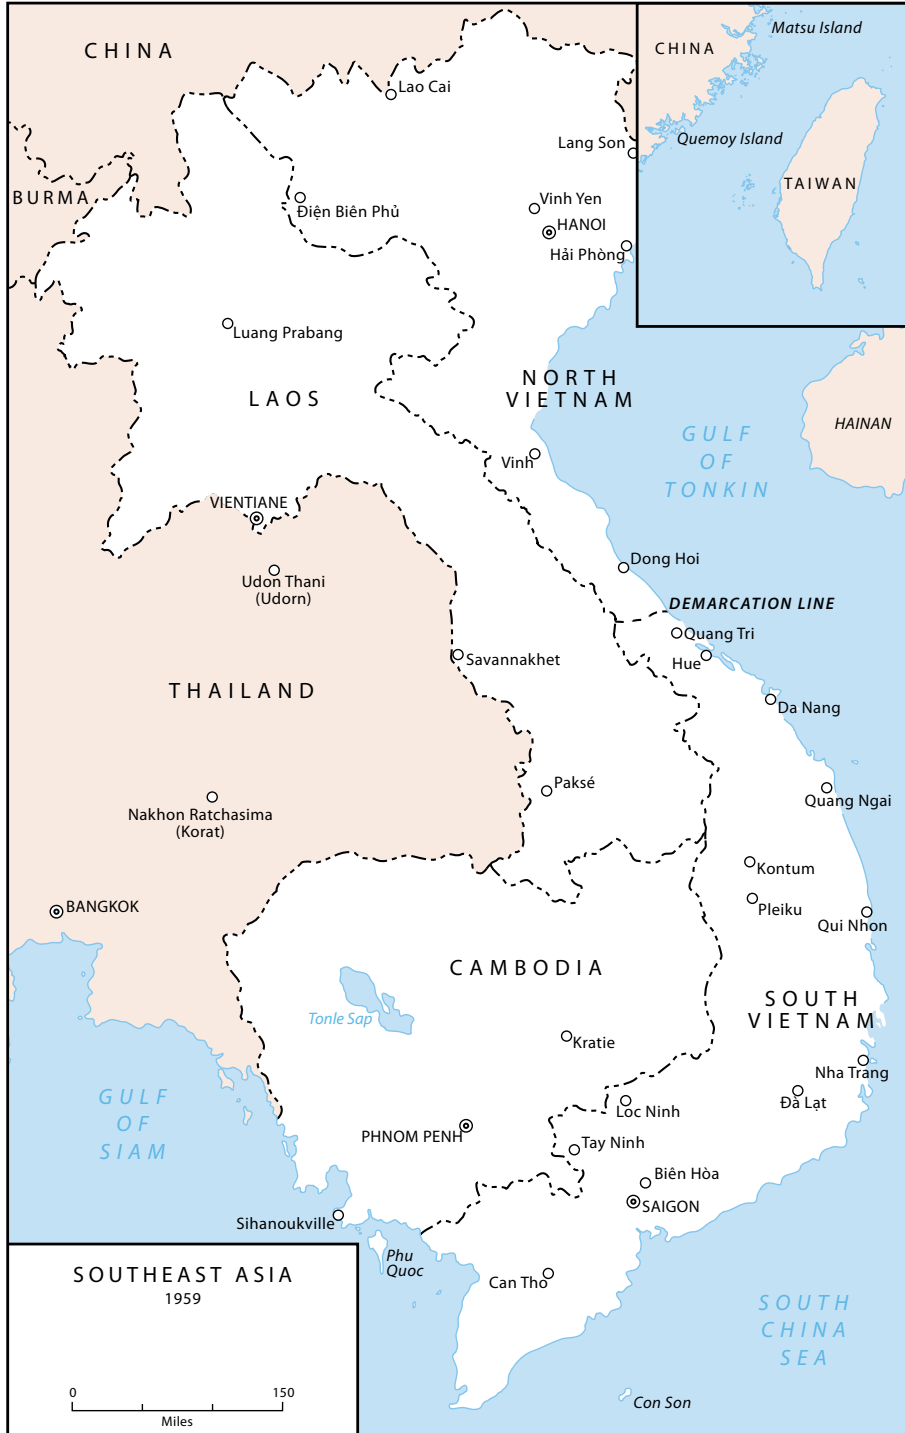 CHINA
Lao Cai
Lang Son
BURMA
Điện Biên Phủ
Vinh Yen
HANOI
Hải Phòng
Matsu Island
CHINA
Quemoy Island
TAIWAN
Luang Prabang
LAOS
NORTH
VIETNAM
HAINAN
GULF
OF
TONKIN
Vinh
VIENTIANE
Udon Thani
(Udorn)
Dong Hoi
DEMARCATION LINE
Quang Tri
Hue
Savannakhet
THAILAND
Da Nang
Paksé
Quang Ngai
Nakhon Ratchasima
(Korat)
Kontum
Pleiku
Qui Nhon
BANGKOK
CAMBODIA
Tonle Sap
SOUTH
VIETNAM
Kratie
Nha Trang
Đà Lạt
GULF
OF
SIAM
Loc Ninh
PHNOM PENH
Tay Ninh
Biên Hòa
SAIGON
Sihanoukville
Phu
Quoc
Can Tho
SOUTH
CHINA
SEA
Con Son
SOUTHEAST ASIA
1959
0 150
Miles